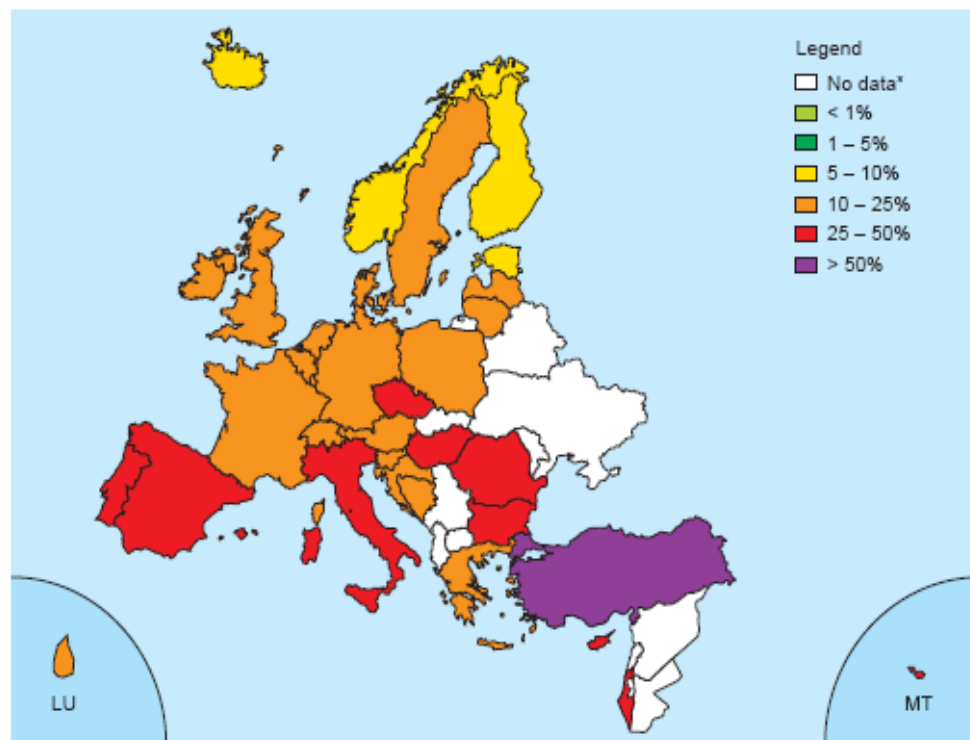 Legend
No data*
< 1%
1 – 5%
5 – 10%
10 – 25%
25 – 50%
> 50%
LU
MT